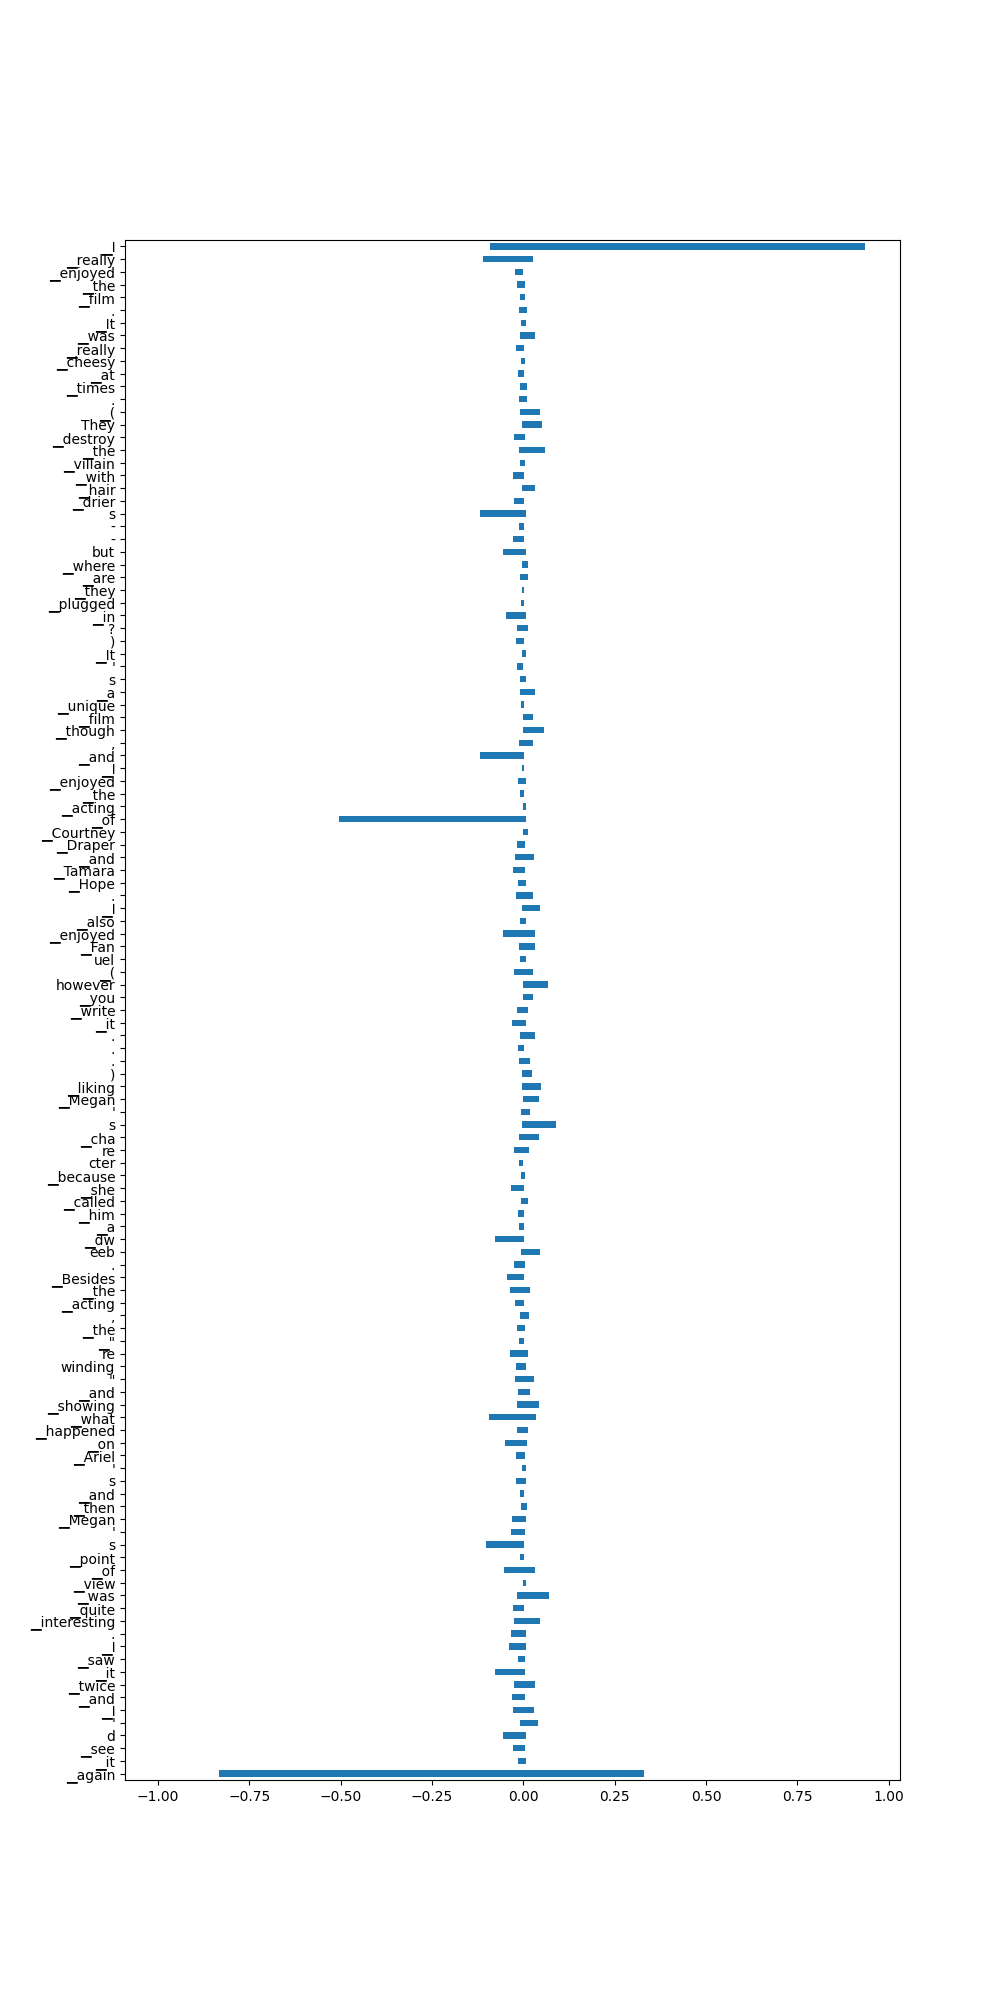 _I
_really
_enjoyed
_the
_film
.
_It
_was
_really
_cheesy
_at
_times
.
_(
They
_destroy
_the
_villain
_with
_hair
_drier
s
-
-
but
_where
_are
_they
_plugged
_in
_?
)
_It
'
s
_a
_unique
_film
_though
,
_and
_I
_enjoyed
_the
_acting
_of
_Courtney
_Draper
_and
_Tamara
_Hope
.
_I
_also
_enjoyed
_Fan
uel
_(
however
_you
_write
_it
.
.
.
)
_liking
_Megan
'
s
_cha
re
cter
_because
_she
_called
_him
_a
_dw
eeb
.
_Besides
_the
_acting
,
_the
_"
re
winding
"
_and
_showing
_what
_happened
_on
_Ariel
'
s
_and
_then
_Megan
'
s
_point
_of
_view
_was
_quite
_interesting
.
_I
_saw
_it
_twice
_and
_I
'
d
_see
_it
_again
−1.00 −0.75 −0.50 −0.25 0.00 0.25 0.50 0.75 1.00